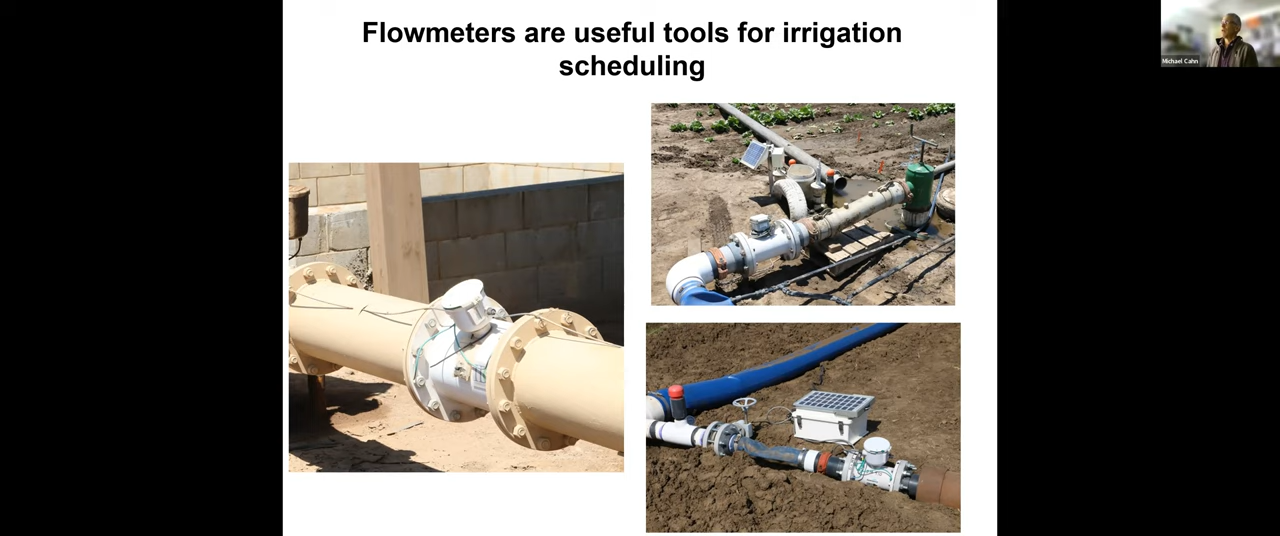 Flowmeters are useful tools for irrigation
scheduling
Michael Cahn